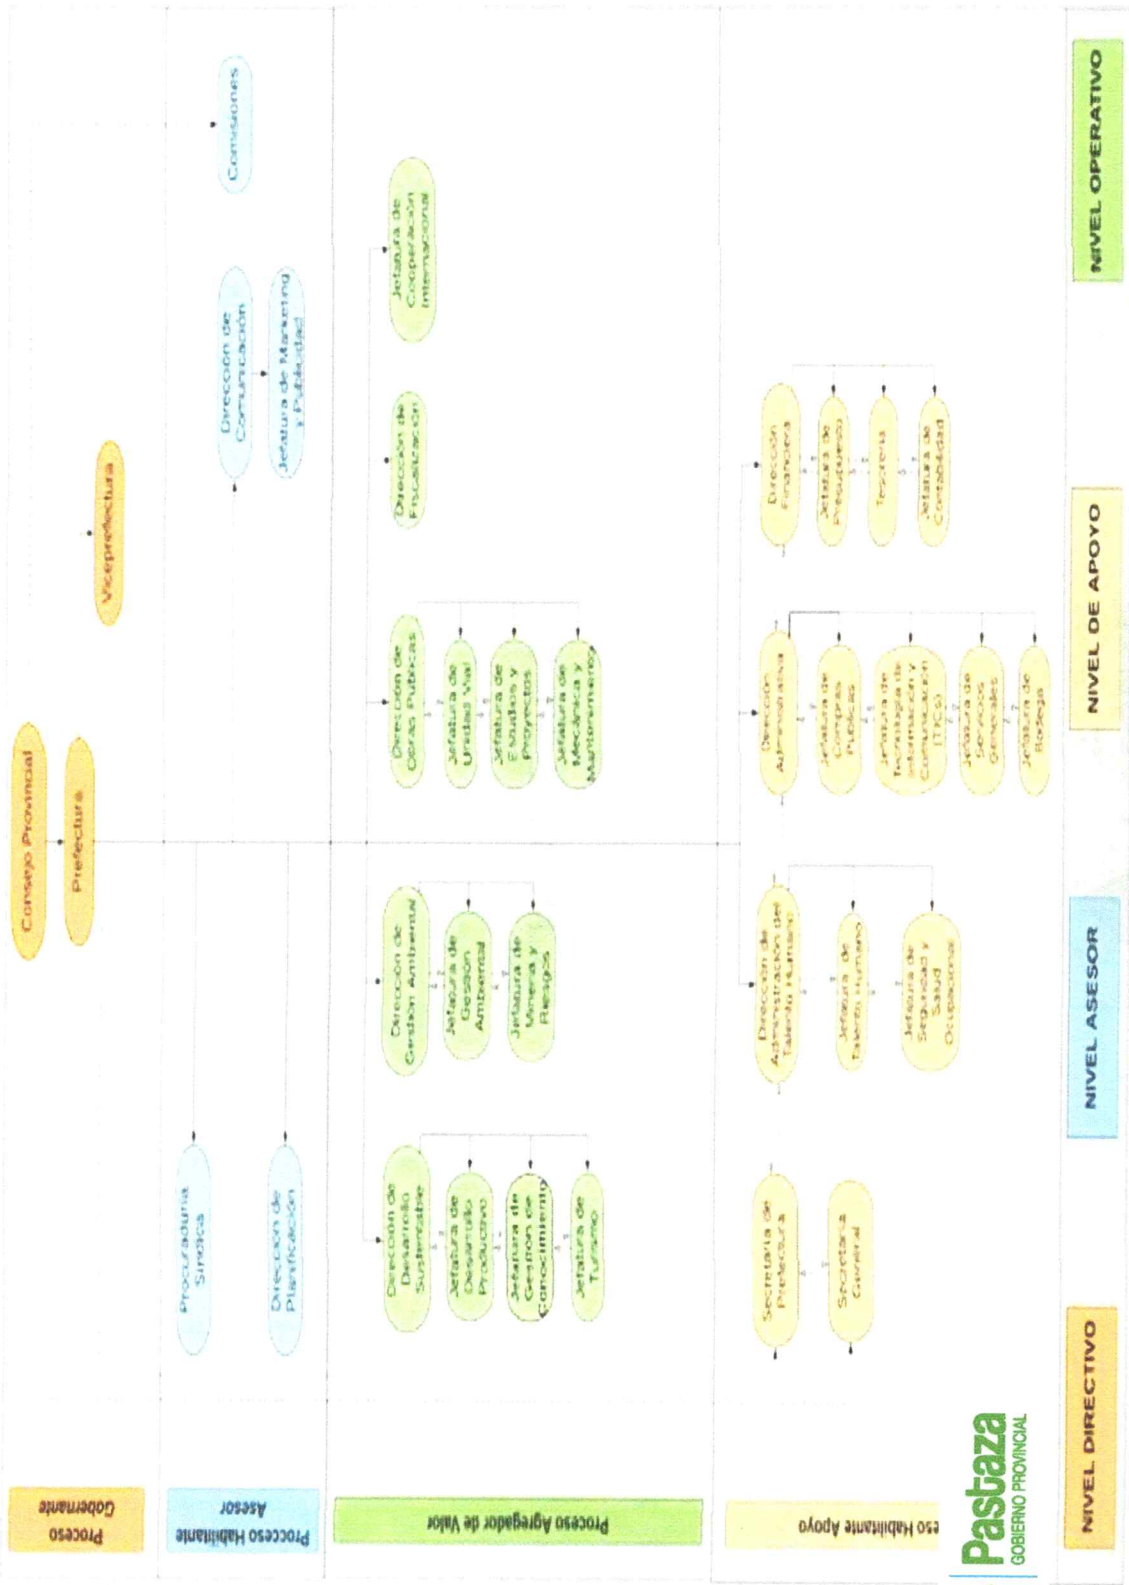 Proceso
Gobernante
Consejo Provincial
Prefectura
Viceprefectura
Procceso Habilitante
Asesor
Procuraduria
Sindica
Dirección de
Planificación
Dirección de
Comunicación
Jefatura de Marketing
y Publicidad
Comisiones
Proceso Agregador de Valor
Dirección de
Desarrollo
Sustentable
Jefatura de
Desarrollo
Productivo
Jefatura de
Gestión de
Conocimiento
Jefatura de
Turismo
Dirección de
Gestión Ambiental
Jefatura de
Gestión
Ambiental
Jefatura de
Minería y
Riesgos
Dirección de
Obras Públicas
Jefatura de
Unidad Vial
Jefatura de
Estudios y
Proyectos
Jefatura de
Mecánica y
Mantenimiento
Dirección de
Fiscalización
Jefatura de
Cooperación
Internacional
eso Habilitante Apoyo
Secretaría de
Prefectura
Secretaría
General
Dirección de
Administración del
Talento Humano
Jefatura de
Talento Humano
Jefatura de
Seguridad y
Salud
Ocupacional
Dirección
Administrativa
Jefatura de
Compras
Públicas
Jefatura de
Tecnología de
Información y
Comunicación
(TICs)
Jefatura de
Servicios
Generales
Jefatura de
Bodega
Dirección
Financiera
Jefatura de
Presupuesto
Tesorería
Jefatura de
Contabilidad
Pastaza
GOBIERNO PROVINCIAL
NIVEL DIRECTIVO
NIVEL ASESOR
NIVEL DE APOYO
NIVEL OPERATIVO